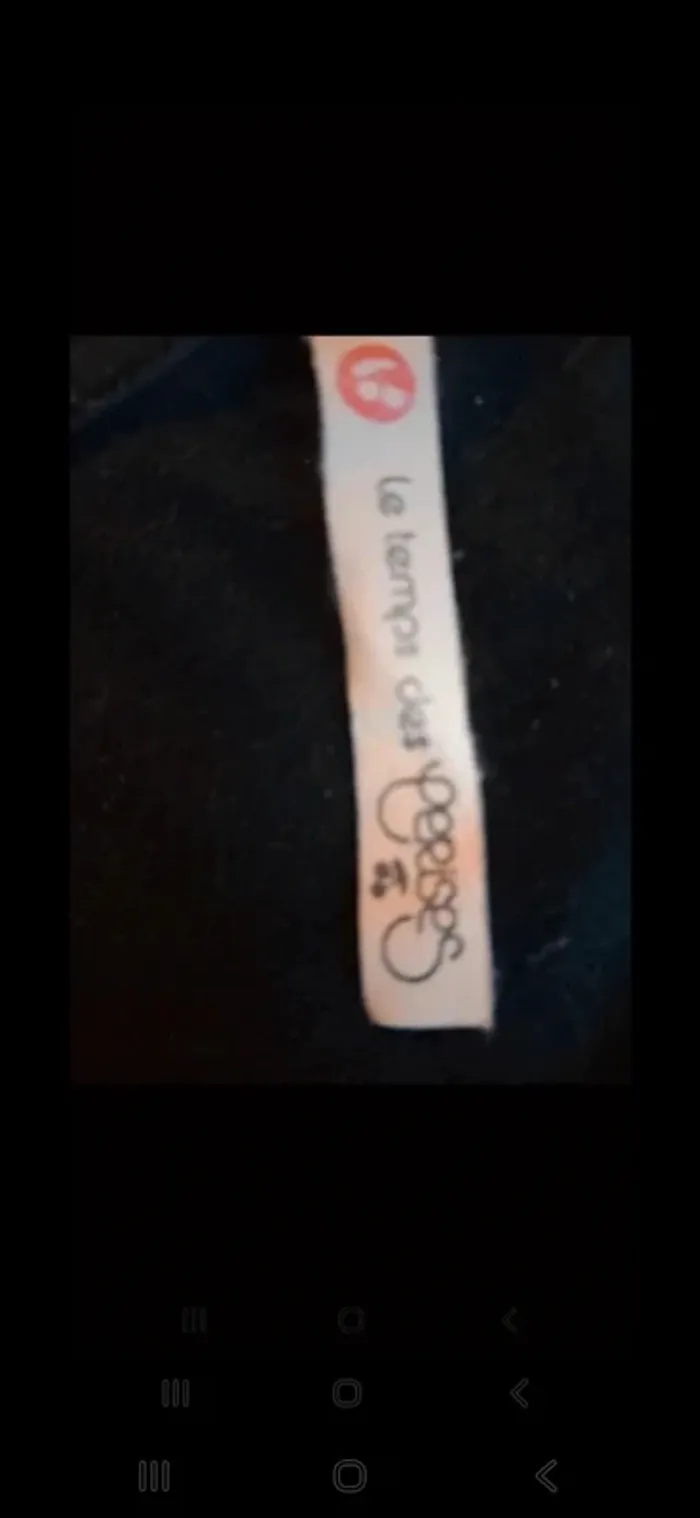 Le temps des cerises